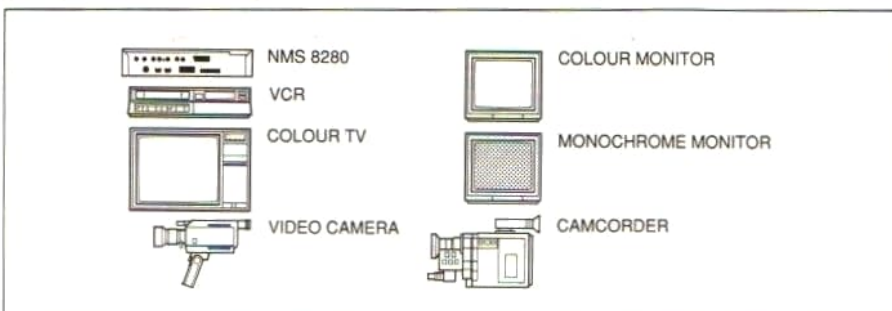 NMS 8280
VCR
COLOUR TV
VIDEO CAMERA
COLOUR MONITOR
MONOCHROME MONITOR
CAMCORDER